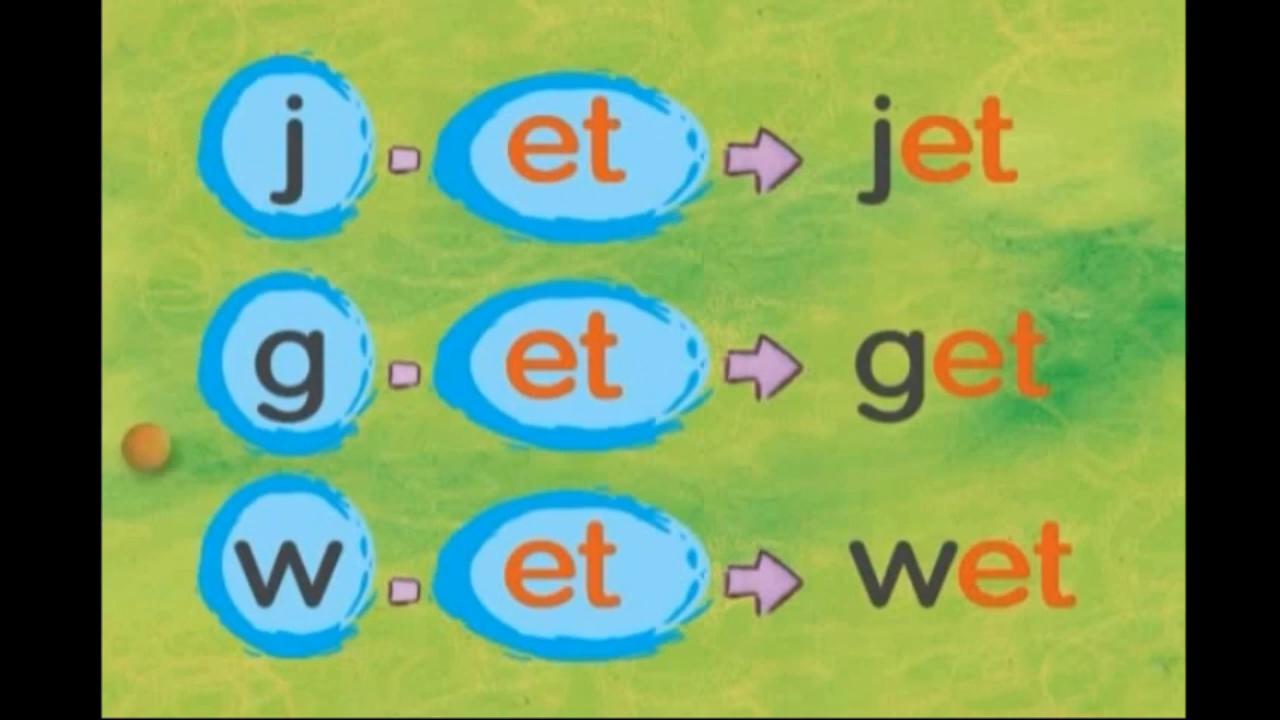 j - et → jet
g - et → get
w - et → wet